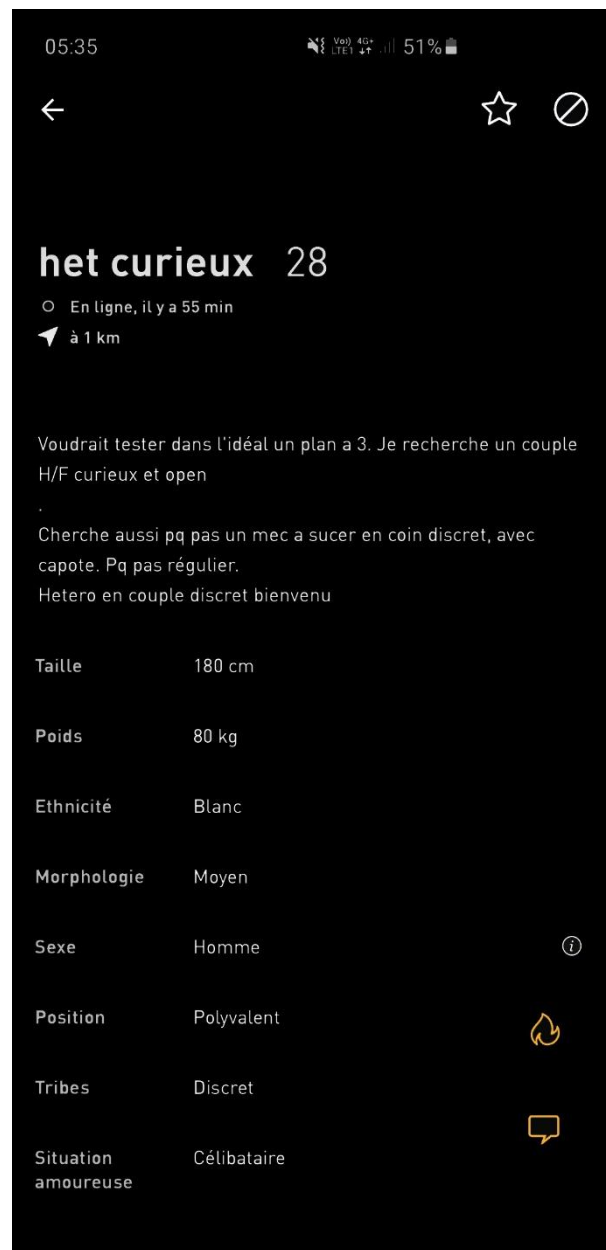 05:35 Vo)) 4G+ LTE1 51%
het curieux 28
En ligne, il y a 55 min
à 1 km
Voudrait tester dans l'idéal un plan a 3. Je recherche un couple
H/F curieux et open
.
Cherche aussi pq pas un mec a sucer en coin discret, avec
capote. Pq pas régulier.
Hetero en couple discret bienvenu
Taille 180 cm
Poids 80 kg
Ethnicité Blanc
Morphologie Moyen
Sexe Homme
Position Polyvalent
Tribes Discret
Situation
amoureuse Célibataire